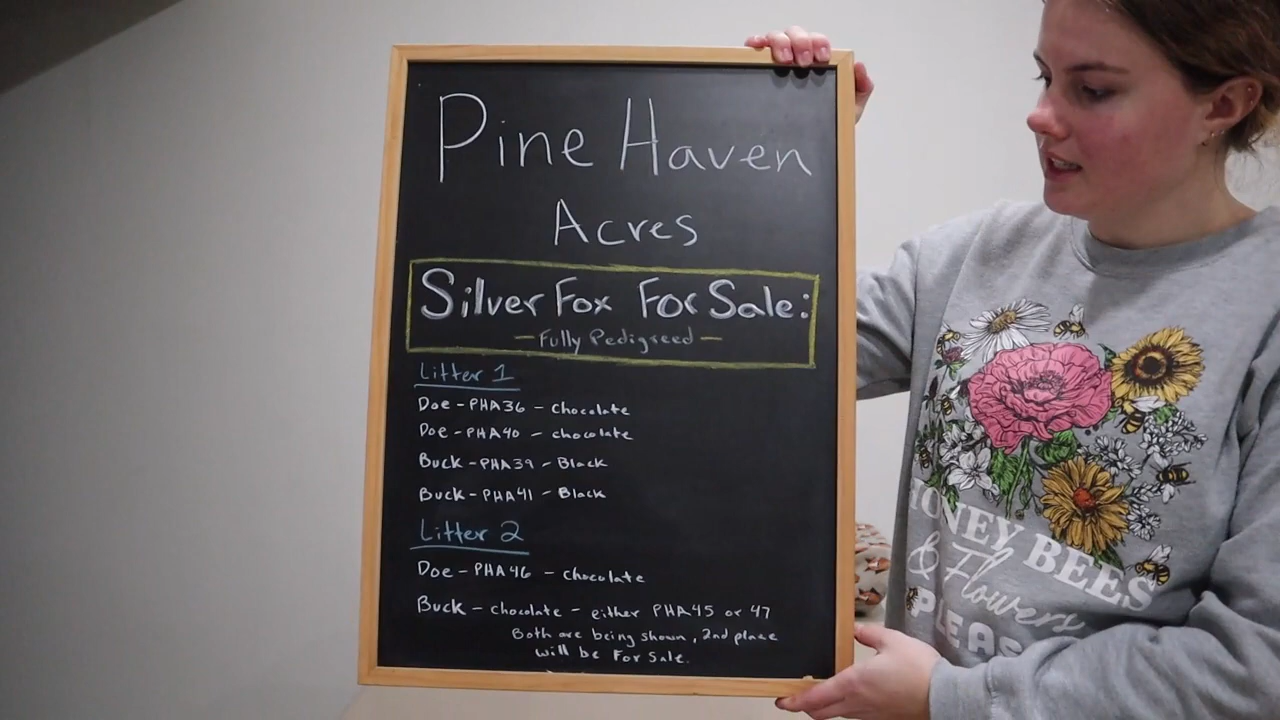 Pine Haven
Acres
Silver Fox For Sale:
- Fully Pedigreed -
Litter 1
Doe - PHA36 - chocolate
Doe - PHA40 - chocolate
Buck - PHA39 - Black
Buck - PHA41 - Black
Litter 2
Doe - PHA46 - chocolate
Buck - chocolate - either PHA45 or 47
Both are being shown, 2nd place
will be For Sale.
HONEY BEES
& Flowers